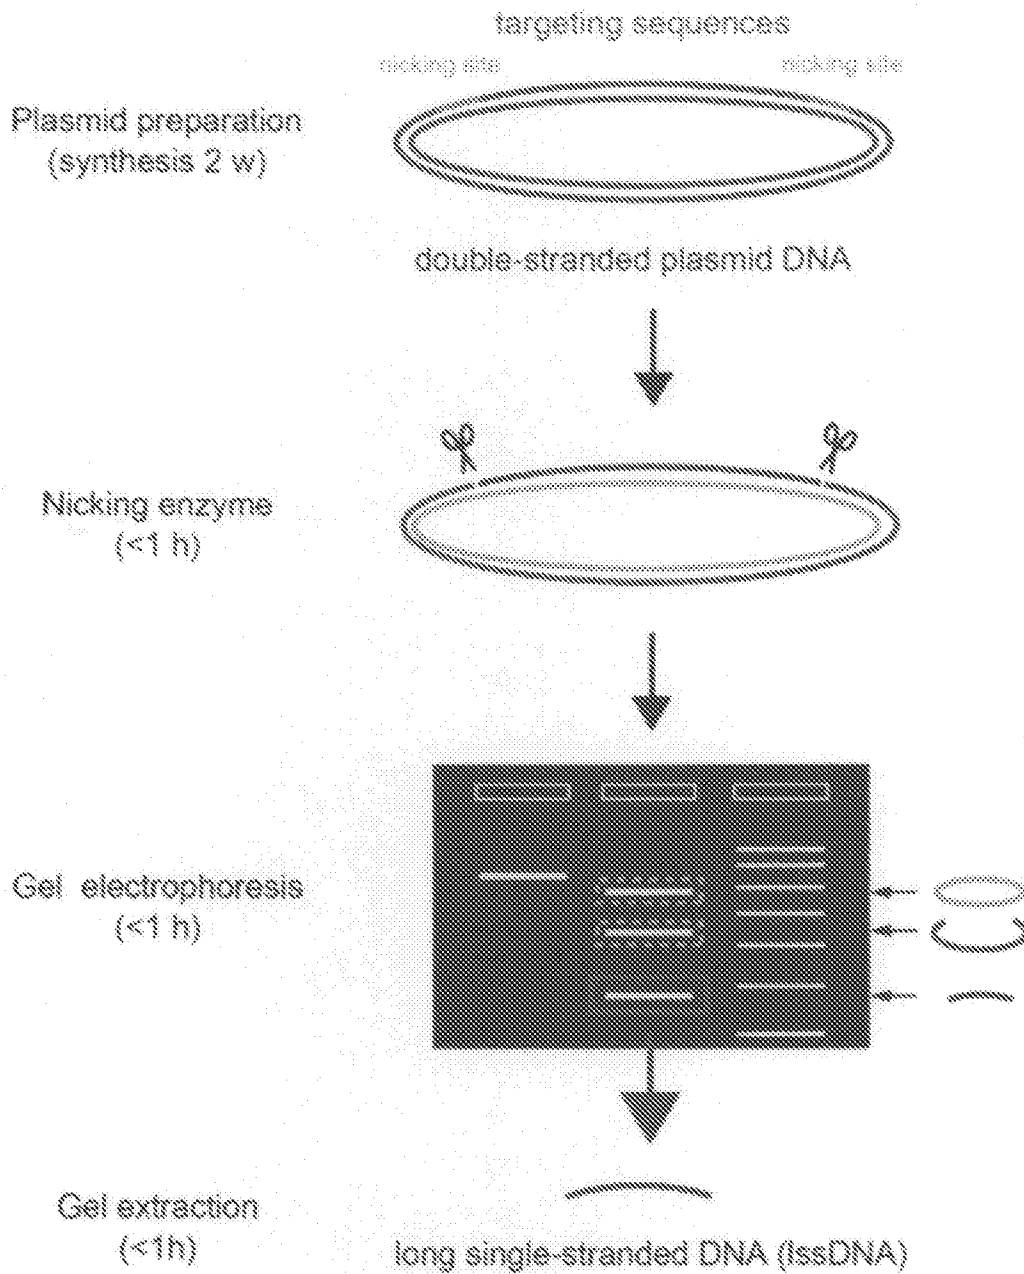 targeting sequences
nicking site nicking site
Plasmid preparation
(synthesis 2 w)
double-stranded plasmid DNA
Nicking enzyme
(<1 h)
Gel electrophoresis
(<1 h)
Gel extraction
(<1h)
long single-stranded DNA (lssDNA)